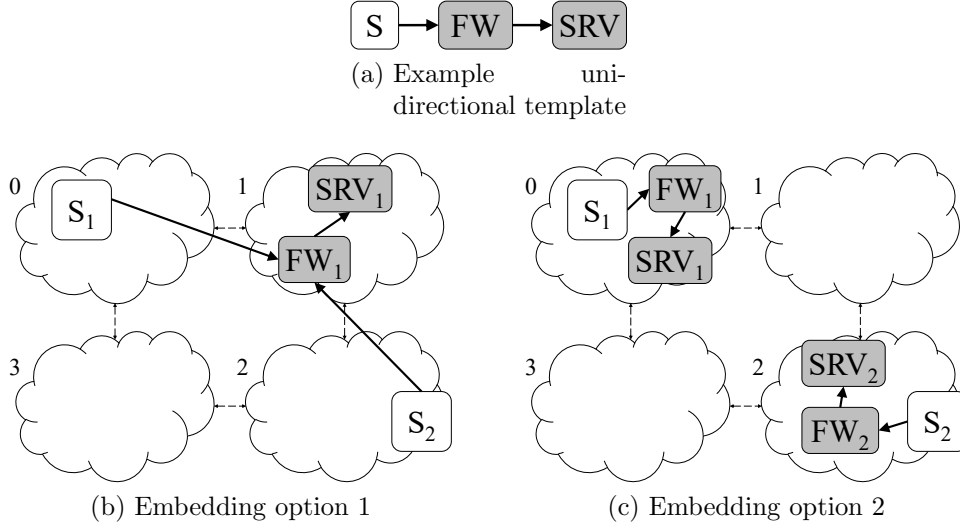 S FW SRV
(a) Example uni-
directional template
0 1 0 1
S1 SRV1 S1 FW1
FW1 SRV1
3 2 3 2
SRV2
S2 FW2 S2
(b) Embedding option 1
(c) Embedding option 2